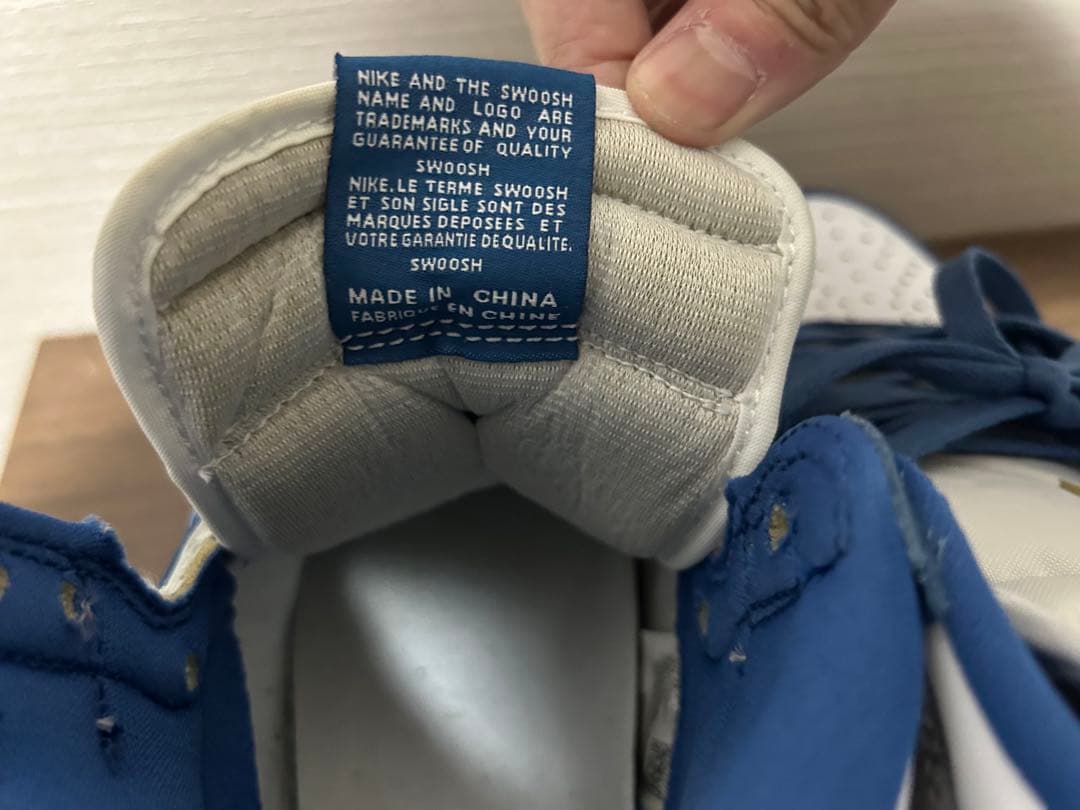 NIKE AND THE SWOOSH
NAME AND LOGO ARE
TRADEMARKS AND YOUR
GUARANTEE OF QUALITY
SWOOSH
NIKE.LE TERME SWOOSH
ET SON SIGLE SONT DES
MARQUES DEPOSEES ET
VOTRE GARANTIE DEQUALITE.
SWOOSH
MADE IN CHINA
FABRIQUE EN CHINE